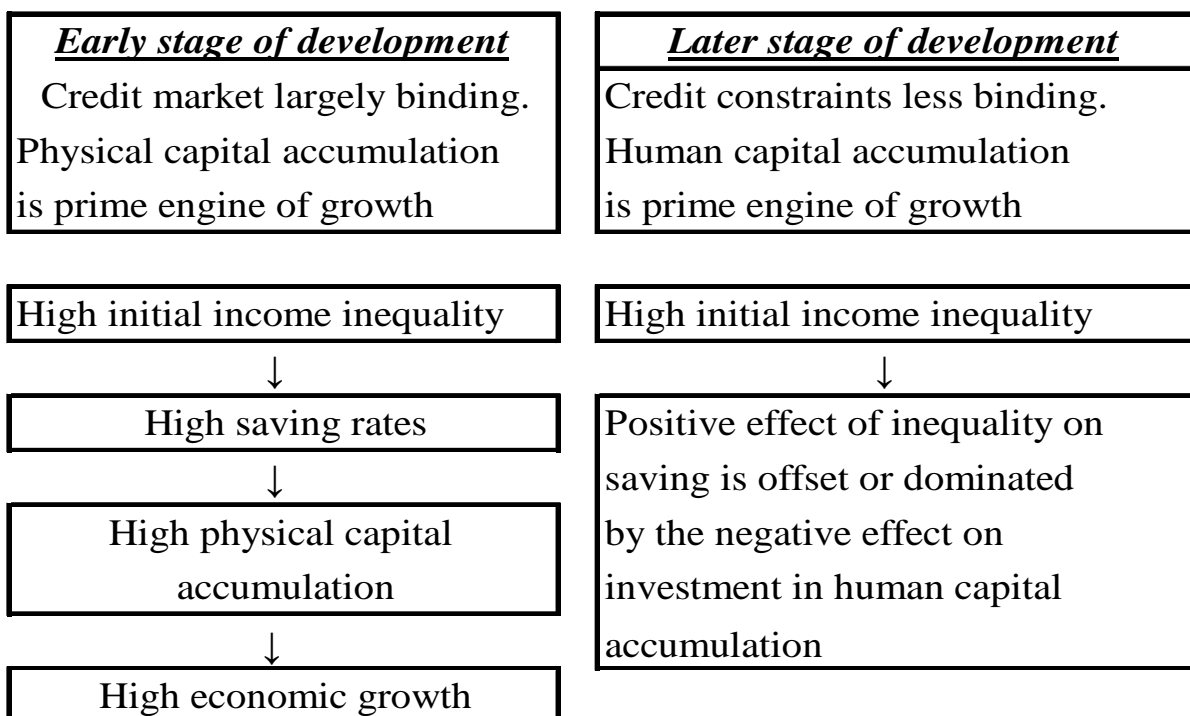 Early stage of development
Credit market largely binding.
Physical capital accumulation
is prime engine of growth
High initial income inequality
↓
High saving rates
↓
High physical capital
accumulation
↓
High economic growth
Later stage of development
Credit constraints less binding.
Human capital accumulation
is prime engine of growth
High initial income inequality
↓
Positive effect of inequality on
saving is offset or dominated
by the negative effect on
investment in human capital
accumulation